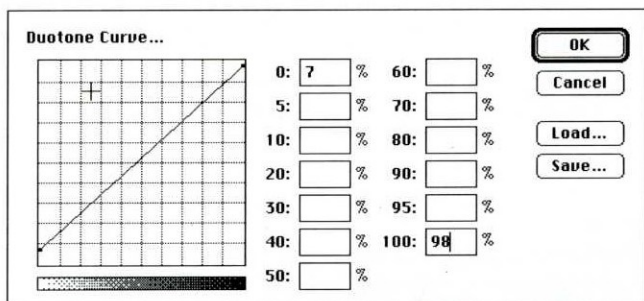 Duotone Curve...
0: 7 % 60: %
5: % 70: %
10: % 80: %
20: % 90: %
30: % 95: %
40: % 100: 98 %
50: %
OK
Cancel
Load...
Save...